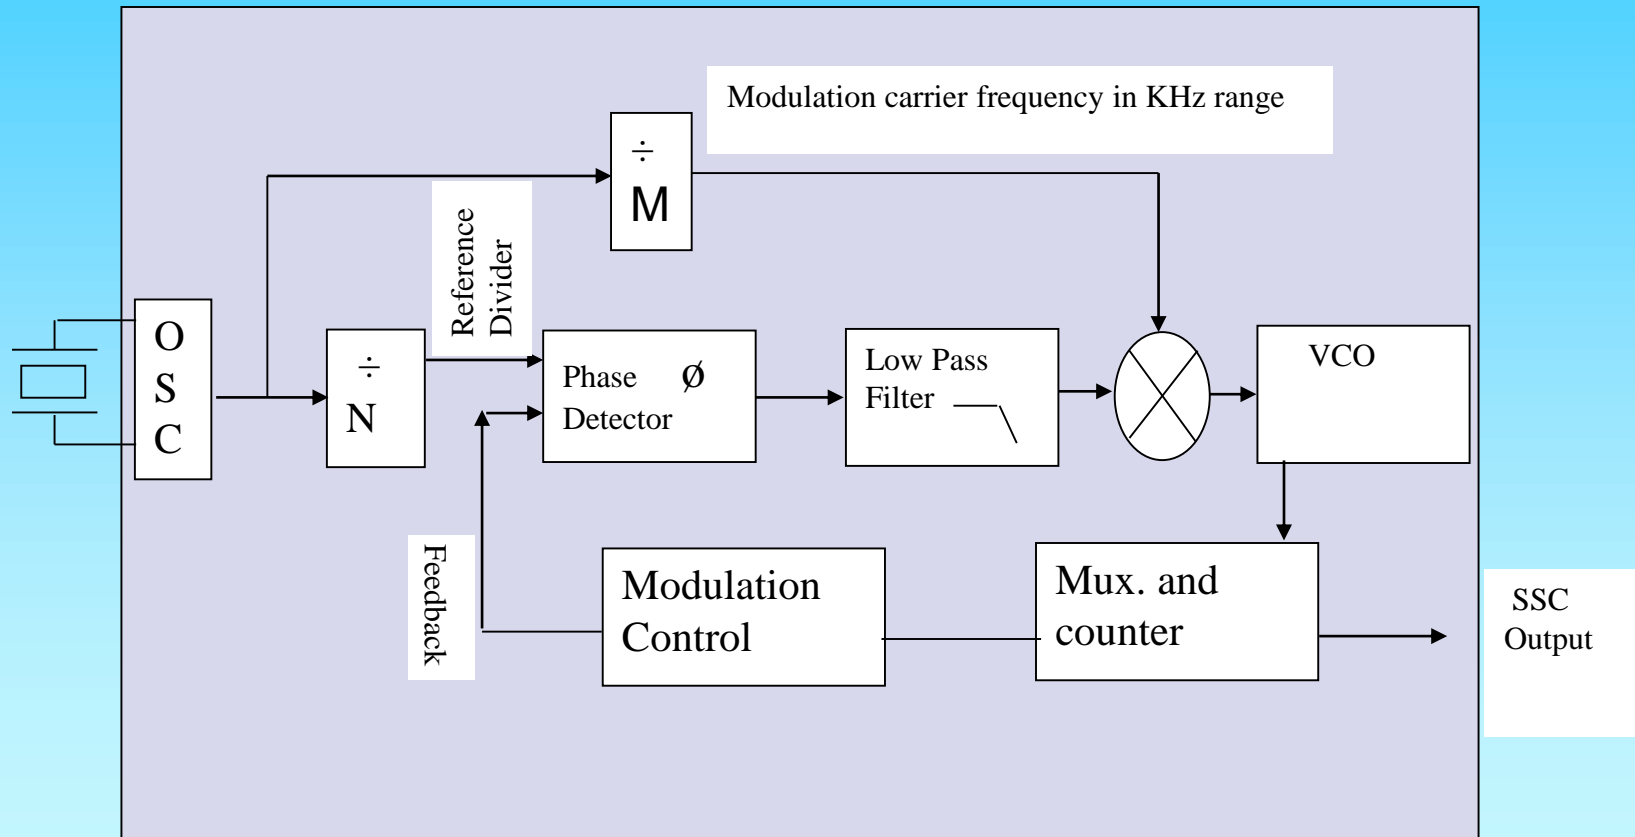 Modulation carrier frequency in KHz range
÷
M
Reference
Divider
O
S
C
÷
N
Phase ø
Detector
Low Pass
Filter
VCO
Feedback
Modulation
Control
Mux. and
counter
SSC
Output